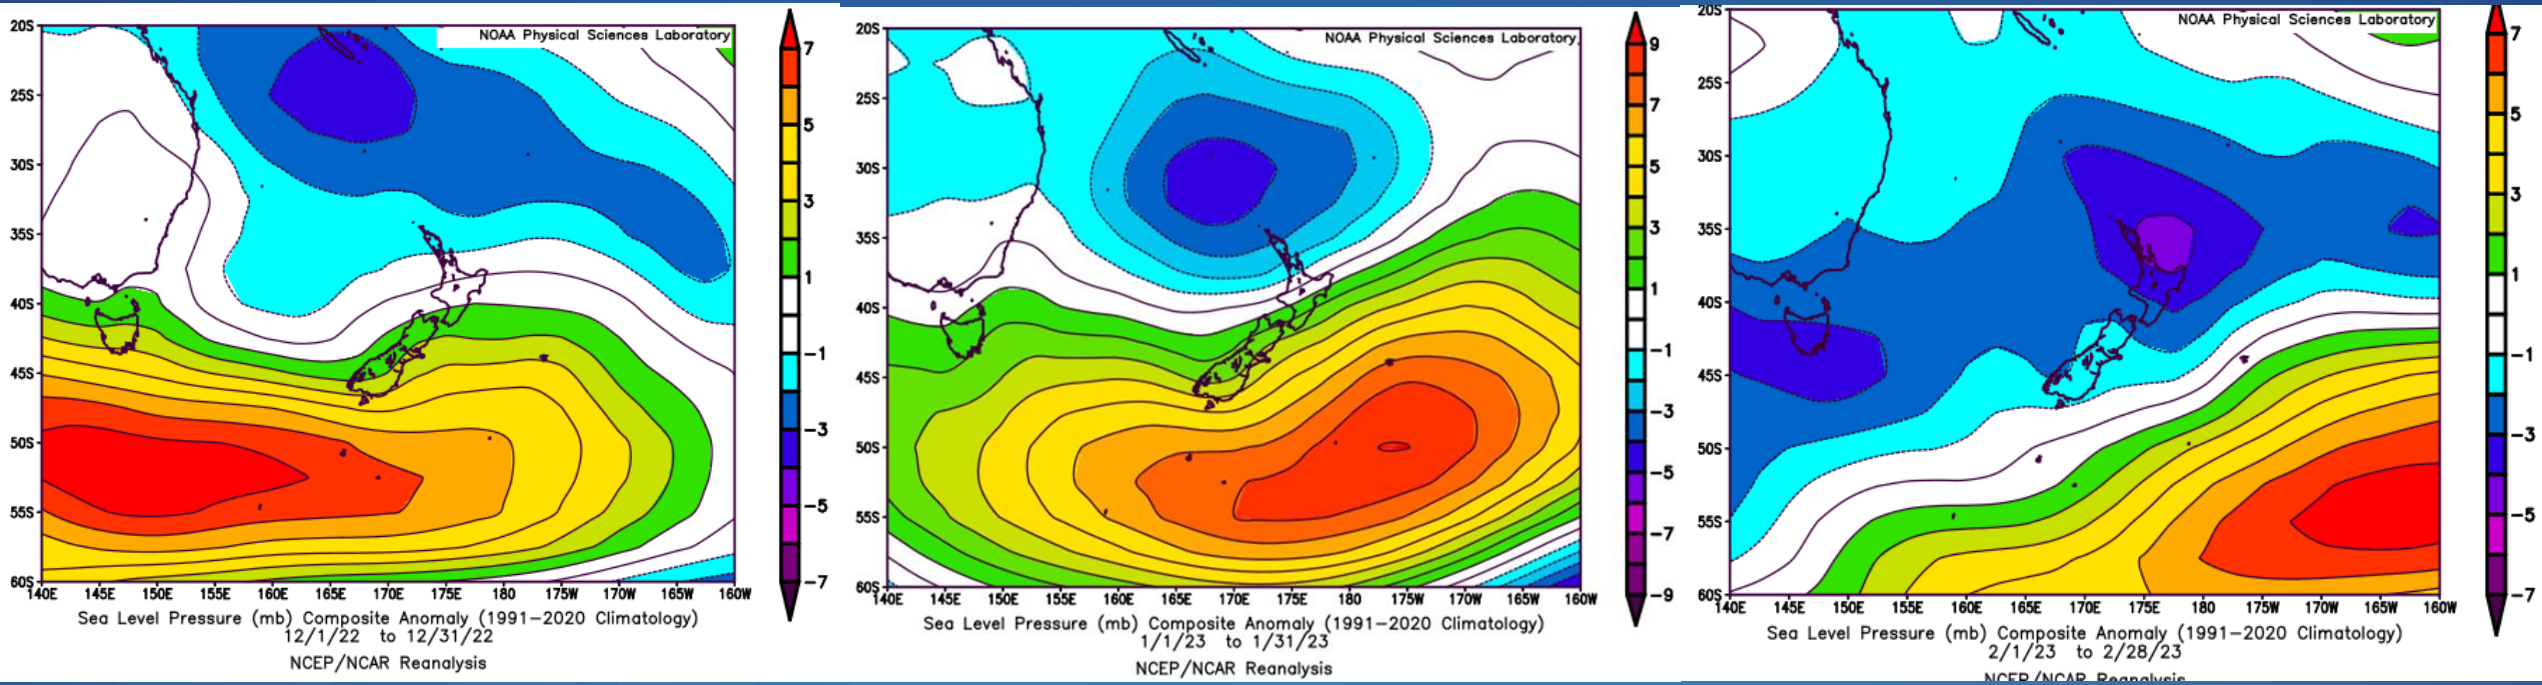 NOAA Physical Sciences Laboratory
20S
25S
30S
35S
40S
45S
50S
55S
60S
140E 145E 150E 155E 160E 165E 170E 175E 180 175W 170W 165W 160W
7
5
3
1
−1
−3
−5
−7
Sea Level Pressure (mb) Composite Anomaly (1991−2020 Climatology)
12/1/22 to 12/31/22
NCEP/NCAR Reanalysis
NOAA Physical Sciences Laboratory
20S
25S
30S
35S
40S
45S
50S
55S
60S
140E 145E 150E 155E 160E 165E 170E 175E 180 175W 170W 165W 160W
9
7
5
3
1
−1
−3
−5
−7
−9
Sea Level Pressure (mb) Composite Anomaly (1991−2020 Climatology)
1/1/23 to 1/31/23
NCEP/NCAR Reanalysis
NOAA Physical Sciences Laboratory
20S
25S
30S
35S
40S
45S
50S
55S
60S
140E 145E 150E 155E 160E 165E 170E 175E 180 175W 170W 165W 160W
7
5
3
1
−1
−3
−5
−7
Sea Level Pressure (mb) Composite Anomaly (1991−2020 Climatology)
2/1/23 to 2/28/23
NCEP/NCAR Reanalysis